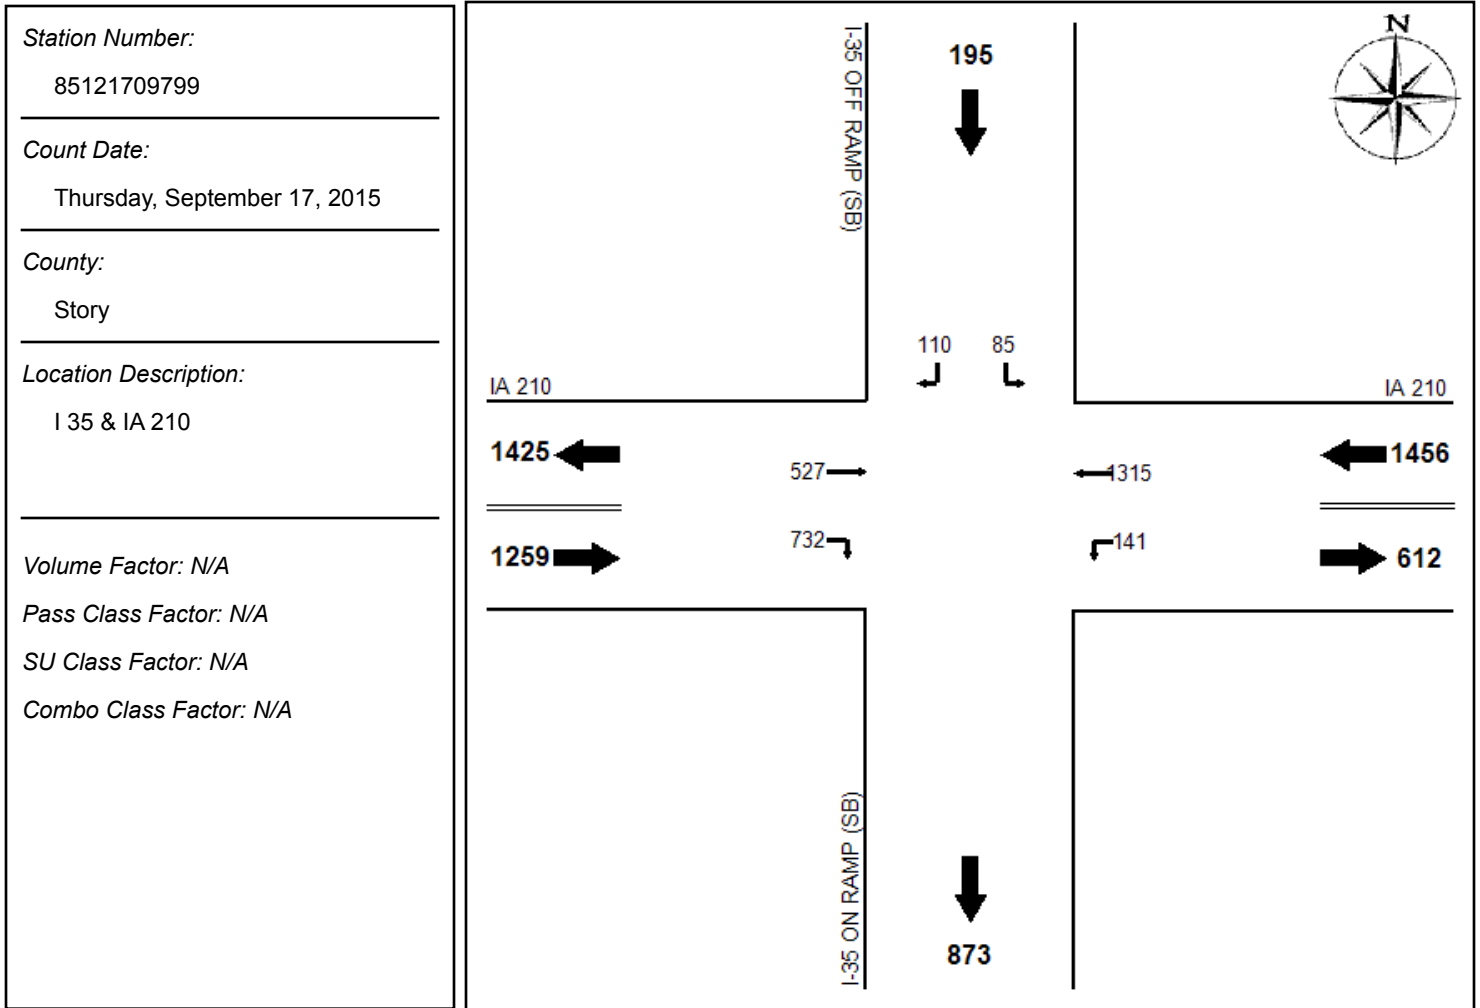 Station Number:
85121709799
Count Date:
Thursday, September 17, 2015
County:
Story
Location Description:
I 35 & IA 210
Volume Factor: N/A
Pass Class Factor: N/A
SU Class Factor: N/A
Combo Class Factor: N/A
N
I-35 OFF RAMP (SB)
195
110 85
IA 210
IA 210
1425
527
1315
1456
1259
732
141
612
I-35 ON RAMP (SB)
873